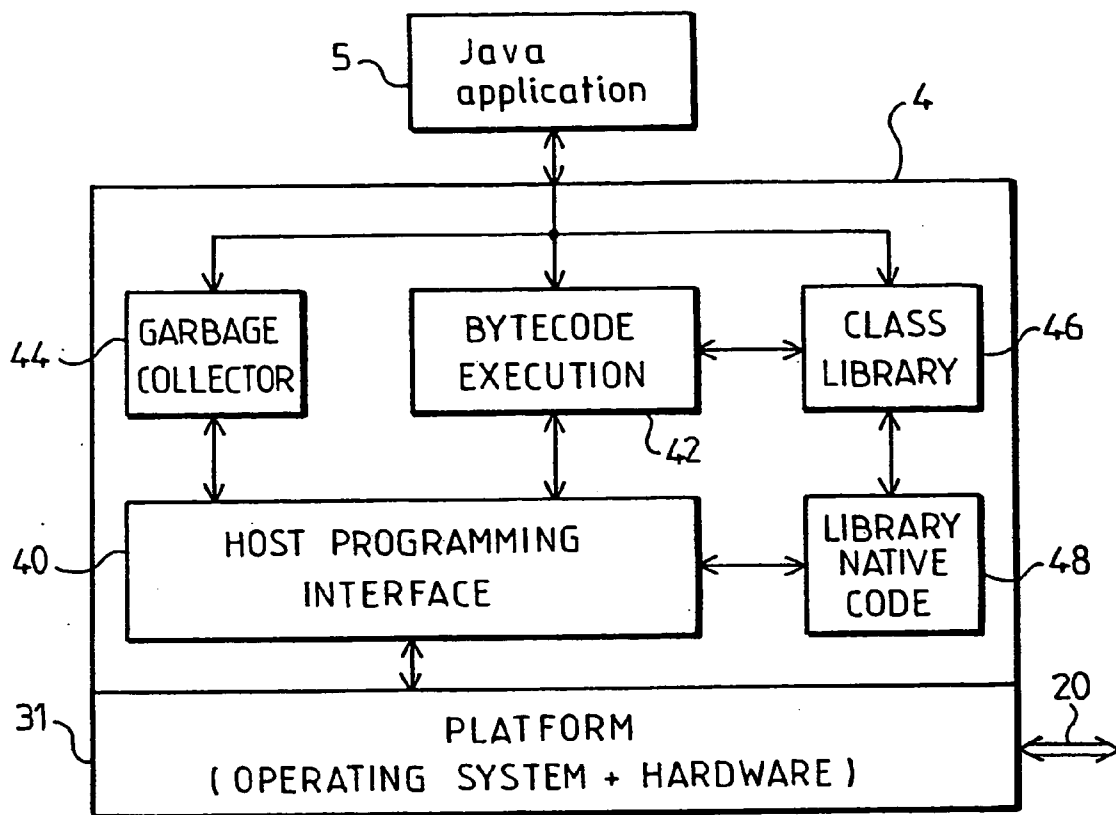 5
Java
application
4
44
GARBAGE
COLLECTOR
BYTECODE
EXECUTION
42
CLASS
LIBRARY
46
40
HOST PROGRAMMING
INTERFACE
LIBRARY
NATIVE
CODE
48
31
PLATFORM
( OPERATING SYSTEM + HARDWARE )
20